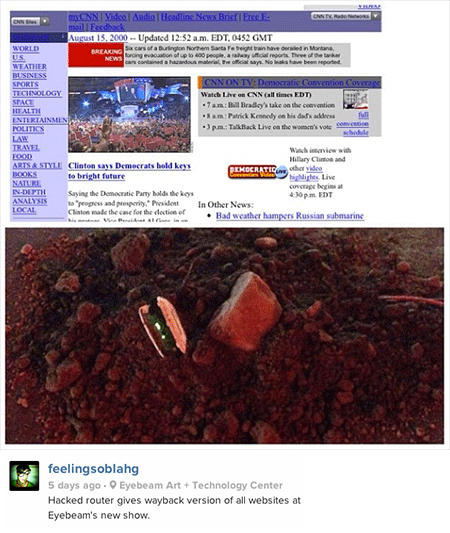 CNN Sites
myCNN | Video | Audio | Headline News Brief | Free E-
mail | Feedback
CNN TV, Radio Networks
August 15, 2000 -- Updated 12:52 a.m. EDT, 0452 GMT
WORLD
U.S.
WEATHER
BUSINESS
SPORTS
TECHNOLOGY
SPACE
HEALTH
ENTERTAINMEN
POLITICS
LAW
TRAVEL
FOOD
ARTS & STYLE
BOOKS
NATURE
IN-DEPTH
ANALYSIS
LOCAL
BREAKING
NEWS
Six cars of a Burlington Northern Santa Fe freight train have derailed in Montana,
forcing evacuation of up to 400 people, a railway official reports. Three of the tanker
cars contained a hazardous material, the official says. No leaks have been reported.
Clinton says Democrats hold keys
to bright future
Saying the Democratic Party holds the keys
to "progress and prosperity," President
Clinton made the case for the election of
CNN ON TV: Democratic Convention Coverage
Watch Live on CNN (all times EDT)
• 7 a.m.: Bill Bradley's take on the convention
• 8 a.m.: Patrick Kennedy on his dad's address
• 3 p.m.: TalkBack Live on the women's vote
full
convention
schedule
DEMOCRATIC
Convention Video
Watch interview with
Hillary Clinton and
other video
highlights. Live
coverage begins at
4:30 p.m. EDT
In Other News:
• Bad weather hampers Russian submarine
feelingsoblahg
5 days ago · Eyebeam Art + Technology Center
Hacked router gives wayback version of all websites at
Eyebeam's new show.